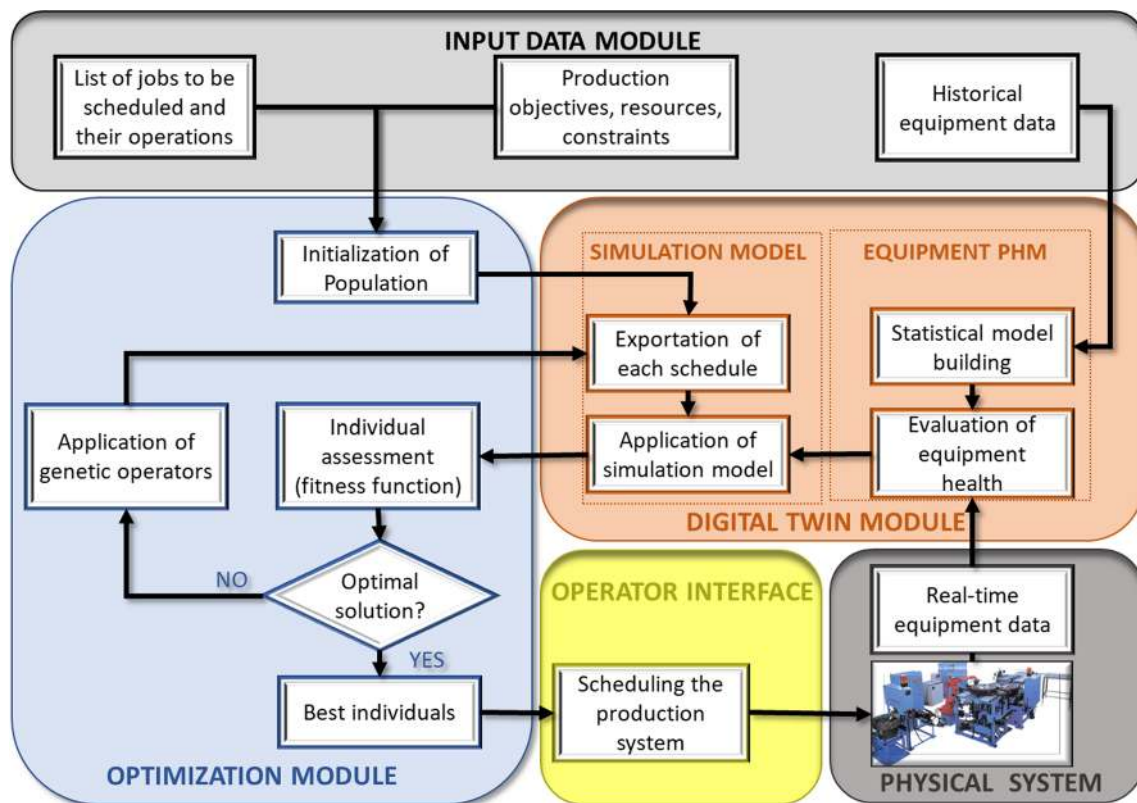 INPUT DATA MODULE
List of jobs to be
scheduled and
their operations
Production
objectives, resources,
constraints
Historical
equipment data
Initialization of
Population
SIMULATION MODEL
EQUIPMENT PHM
Exportation of
each schedule
Statistical model
building
Application of
genetic operators
Individual
assessment
(fitness function)
Application of
simulation model
Evaluation of
equipment
health
DIGITAL TWIN MODULE
NO
Optimal
solution?
YES
OPERATOR INTERFACE
Real-time
equipment data
Best individuals
Scheduling the
production
system
OPTIMIZATION MODULE
PHYSICAL SYSTEM